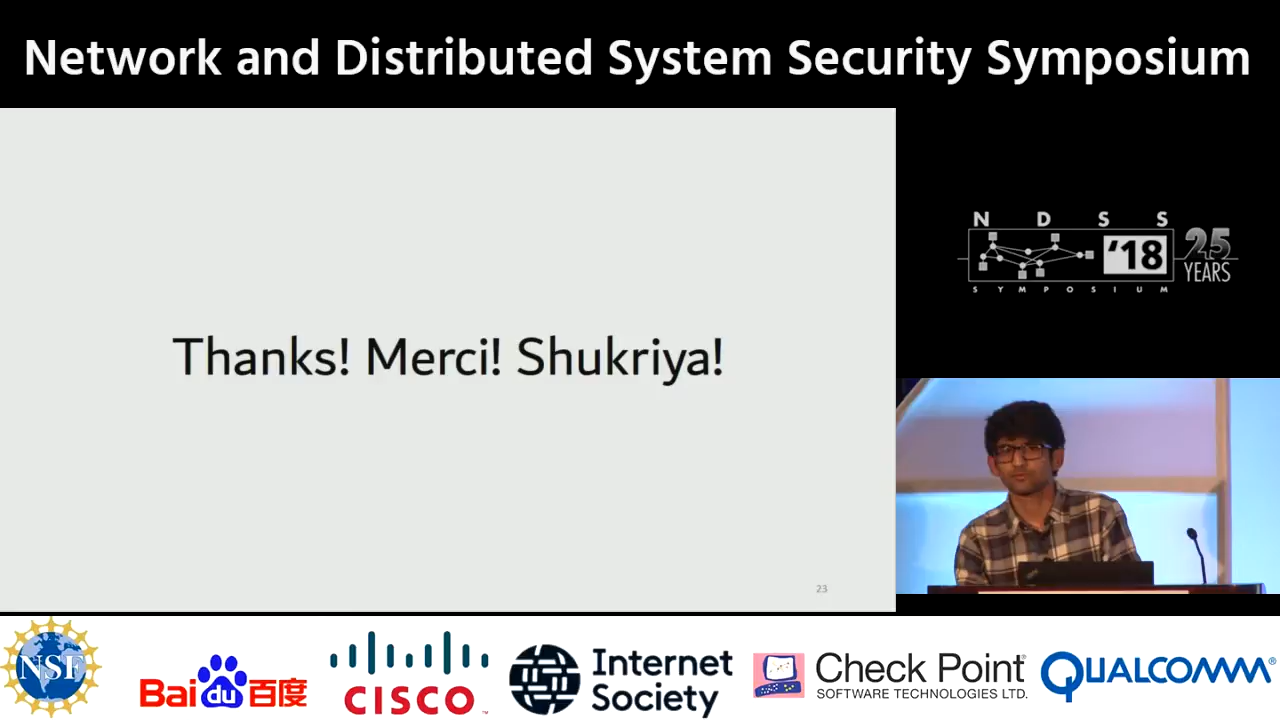 Network and Distributed System Security Symposium
N D S S
'18
25
YEARS
SYMPOSIUM
Thanks! Merci! Shukriya!
23
NSF
Bai du 百度
CISCO
Internet
Society
Check Point
SOFTWARE TECHNOLOGIES LTD.
QUALCOMM®